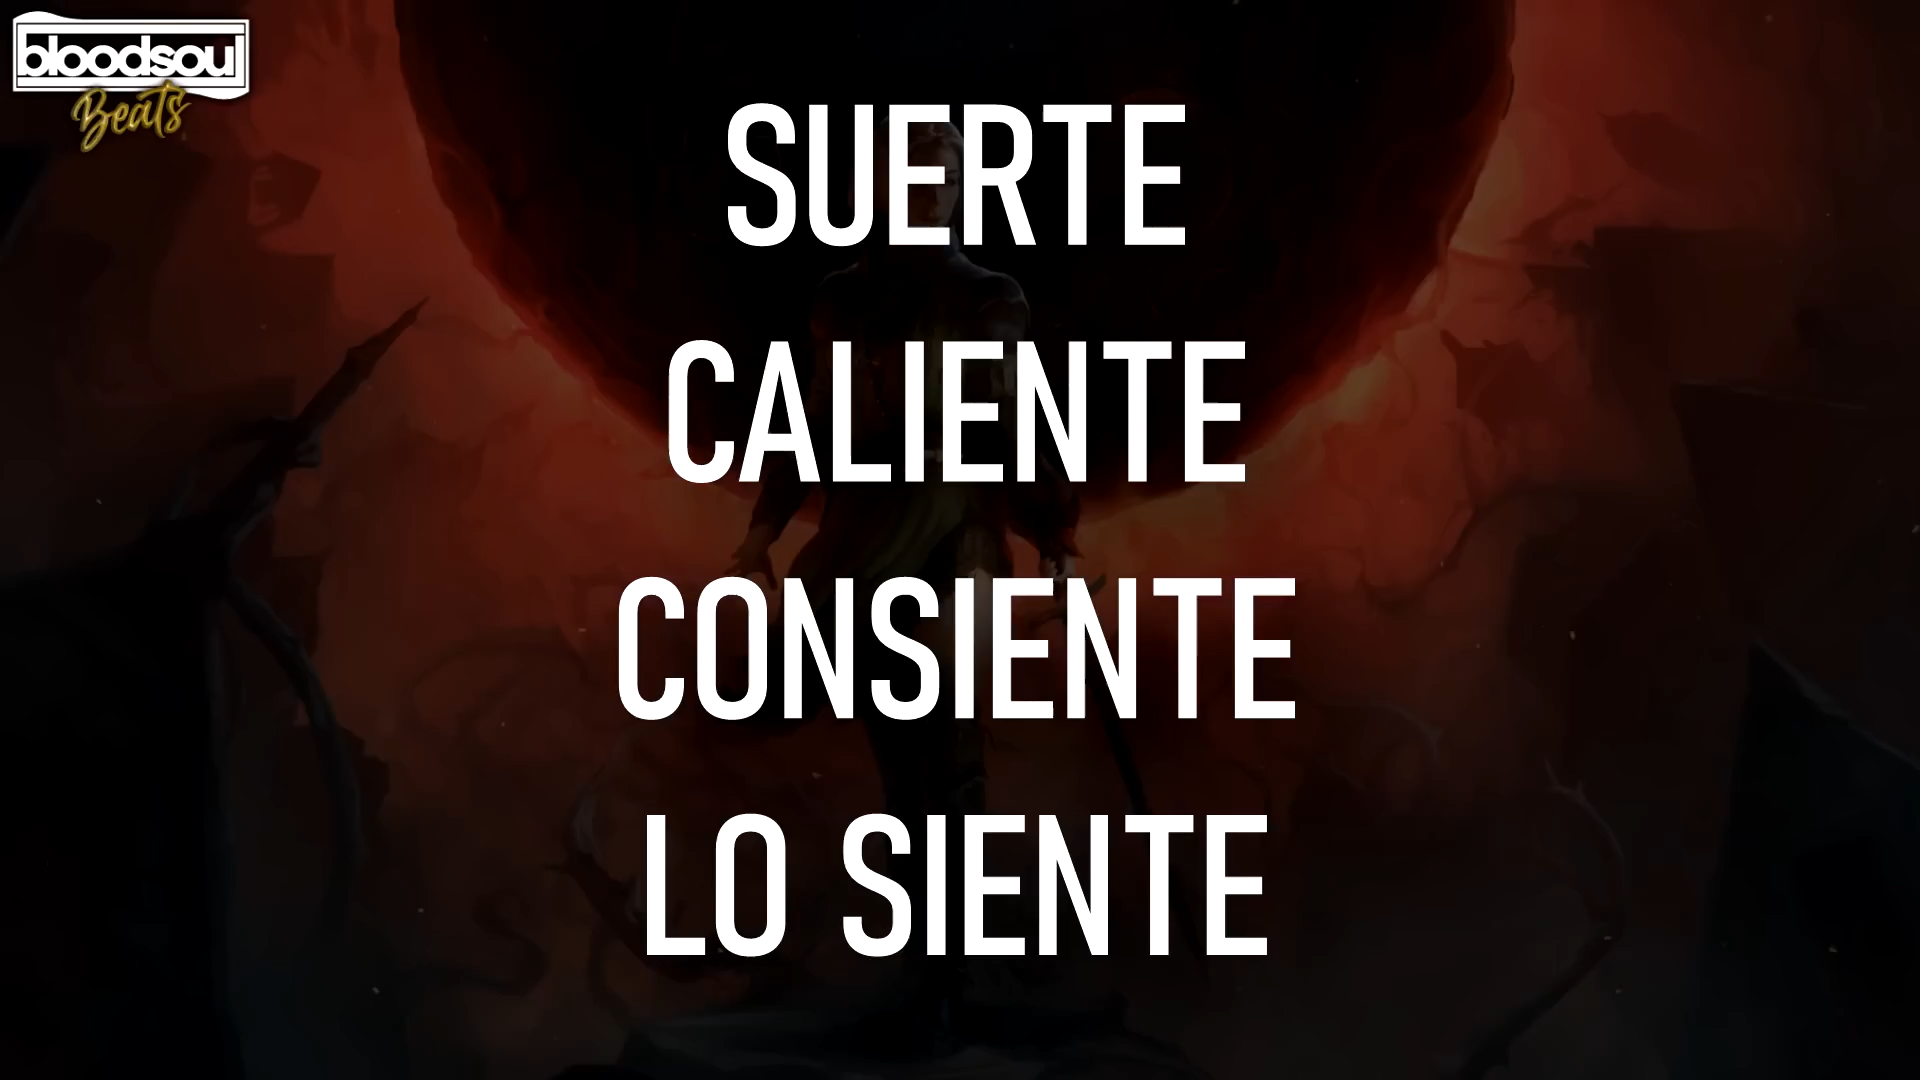 bloodsoul
Beats
SUERTE
CALIENTE
CONSIENTE
LO SIENTE